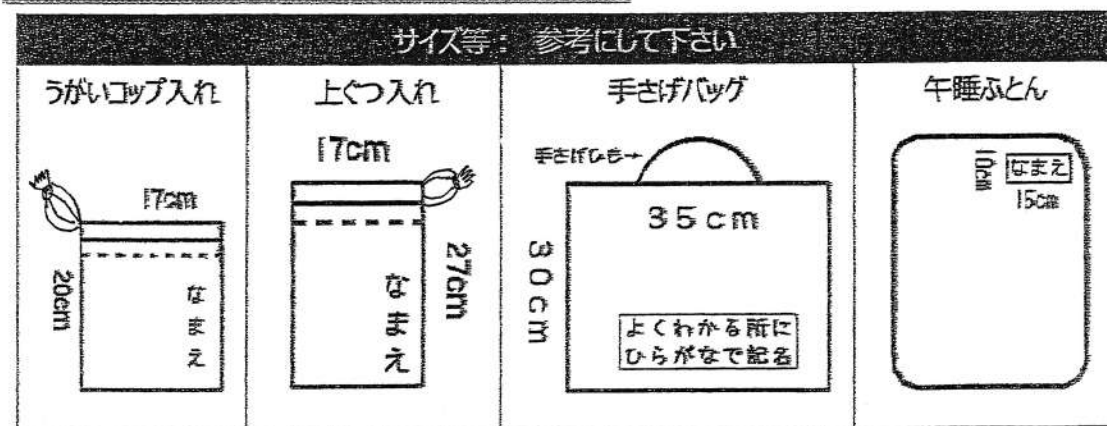 サイズ等： 参考にして下さい
うがいコップ入れ
17cm
20cm
なまえ
上ぐつ入れ
17cm
27cm
なまえ
手さげバッグ
手さげひも→
35cm
30cm
よくわかる所に
ひらがなで記名
午睡ふとん
10cm
なまえ
15cm